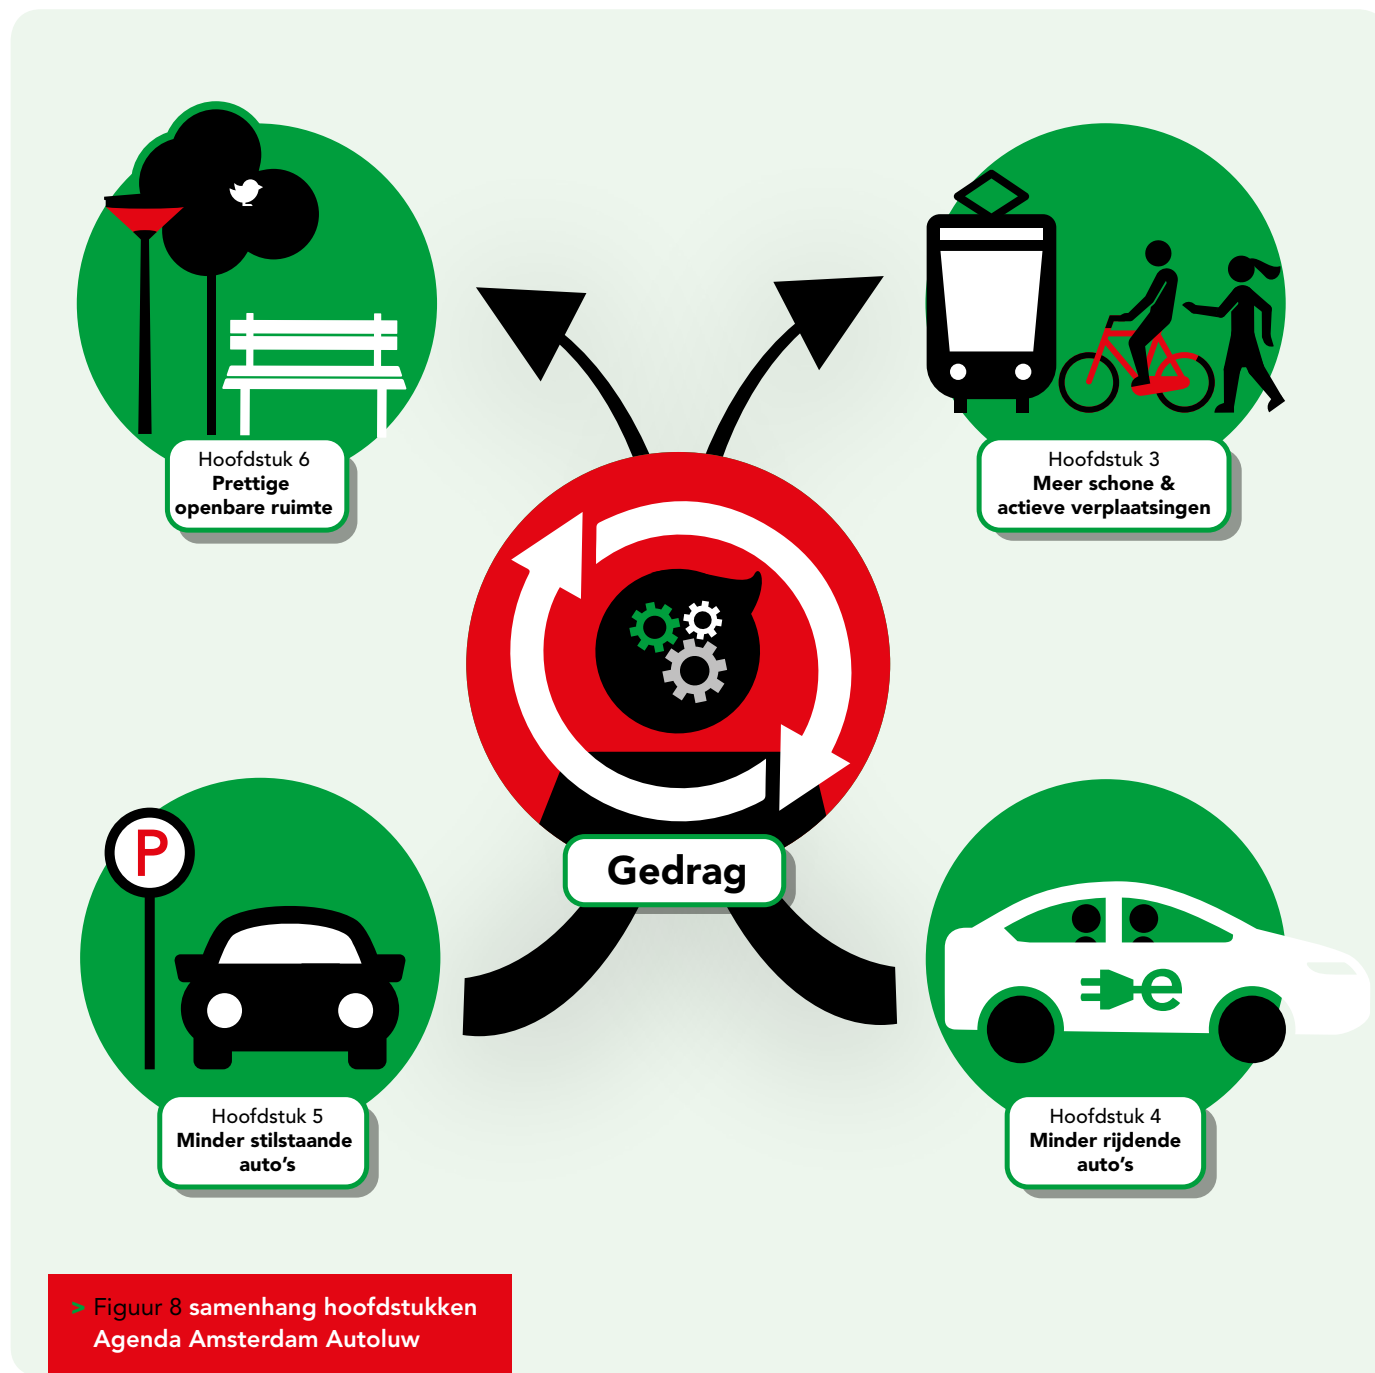 Hoofdstuk 6
Prettige
openbare ruimte
Hoofdstuk 3
Meer schone &
actieve verplaatsingen
Gedrag
P
e
Hoofdstuk 5
Minder stilstaande
auto’s
Hoofdstuk 4
Minder rijdende
auto’s
> Figuur 8 samenhang hoofdstukken
Agenda Amsterdam Autoluw